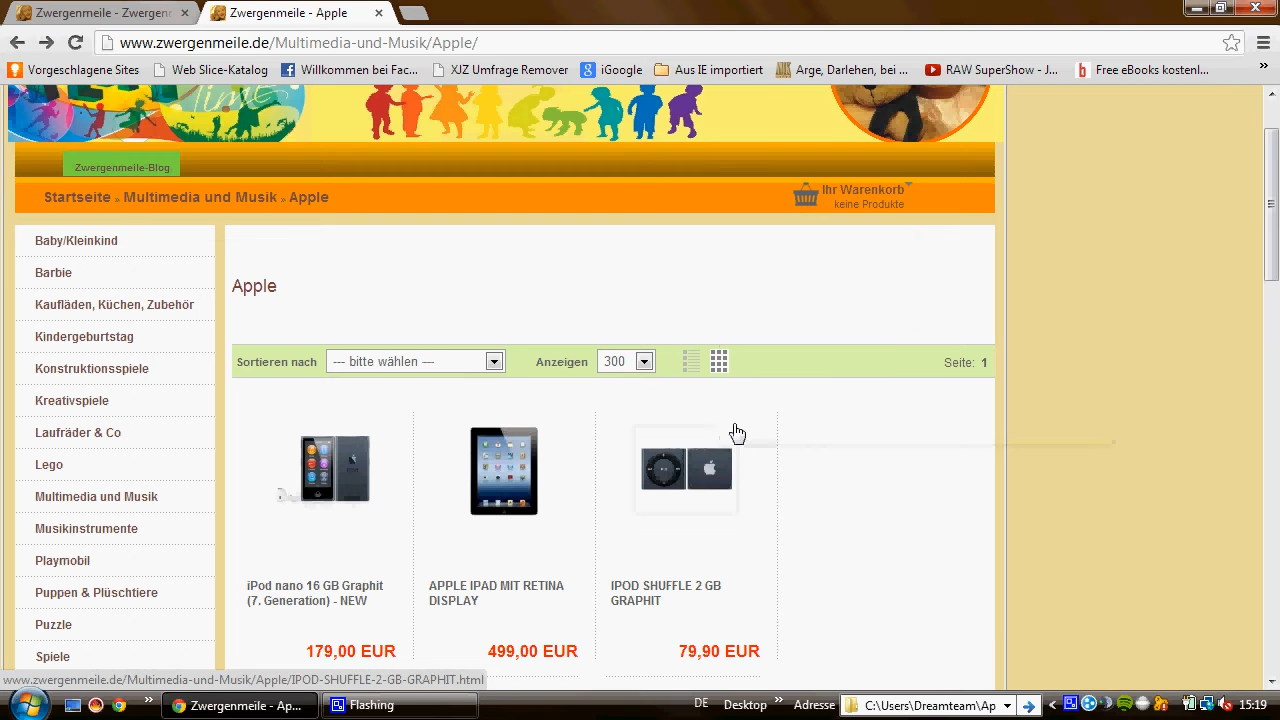 Zwergenmeile - Zwergen
Zwergenmeile - Apple
www.zwergenmeile.de/Multimedia-und-Musik/Apple/
Vorgeschlagene Sites
Web Slice-Katalog
Willkommen bei Fac...
XJZ Umfrage Remover
iGoogle
Aus IE importiert
Arge, Darlehen, bei ...
RAW SuperShow - J...
Free eBooks kostenl...
Time
Zwergenmeile-Blog
Startseite » Multimedia und Musik » Apple
Ihr Warenkorb
keine Produkte
Baby/Kleinkind
Barbie
Kaufläden, Küchen, Zubehör
Kindergeburtstag
Konstruktionsspiele
Kreativspiele
Laufräder & Co
Lego
Multimedia und Musik
Musikinstrumente
Playmobil
Puppen & Plüschtiere
Puzzle
Spiele
Apple
Sortieren nach
--- bitte wählen ---
Anzeigen
300
Seite: 1
iPod nano 16 GB Graphit
(7. Generation) - NEW
179,00 EUR
APPLE IPAD MIT RETINA
DISPLAY
499,00 EUR
IPOD SHUFFLE 2 GB
GRAPHIT
79,90 EUR
www.zwergenmeile.de/Multimedia-und-Musik/Apple/IPOD-SHUFFLE-2-GB-GRAPHIT.html
Zwergenmeile - Ap...
Flashing
DE
Desktop
Adresse
C:\Users\Dreamteam\Ap
15:19